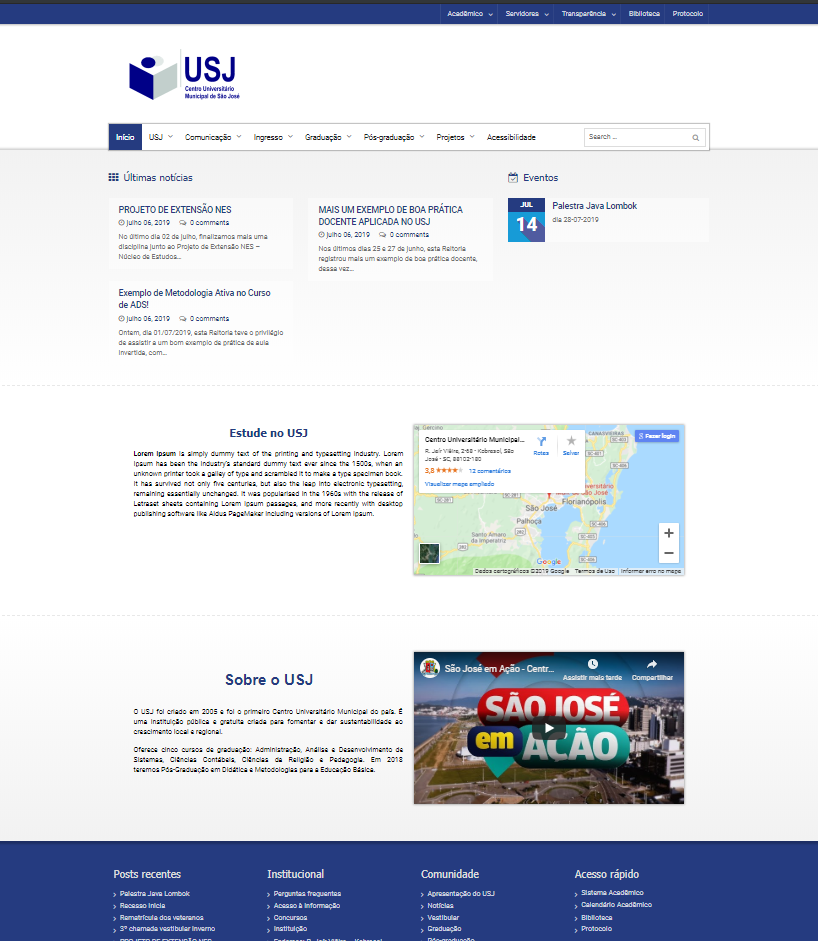 Acadêmico Servidores Transparência Biblioteca Protocolo
USJ
Centro Universitário
Municipal de São José
Início USJ Comunicação Ingresso Graduação Pós-graduação Projetos Acessibilidade Search ...
Últimas notícias
Eventos
PROJETO DE EXTENSÃO NES
julho 06, 2019 0 comments
No último dia 02 de julho, finalizamos mais uma
disciplina junto ao Projeto de Extensão NES –
Núcleo de Estudos...
MAIS UM EXEMPLO DE BOA PRÁTICA
DOCENTE APLICADA NO USJ
julho 06, 2019 0 comments
Nos últimos dias 25 e 27 de junho, esta Reitoria
registrou mais um exemplo de boa prática docente,
dessa vez...
JUL
14
Palestra Java Lombok
dia 28-07-2019
Exemplo de Metodologia Ativa no Curso
de ADS!
julho 06, 2019 0 comments
Ontem, dia 01/07/2019, esta Reitoria teve o privilégio
de assistir a um bom exemplo de prática de aula
invertida, com...
Estude no USJ
Lorem Ipsum is simply dummy text of the printing and typesetting industry. Lorem
Ipsum has been the industry's standard dummy text ever since the 1500s, when an
unknown printer took a galley of type and scrambled it to make a type specimen book.
It has survived not only five centuries, but also the leap into electronic typesetting,
remaining essentially unchanged. It was popularised in the 1960s with the release of
Letraset sheets containing Lorem Ipsum passages, and more recently with desktop
publishing software like Aldus PageMaker including versions of Lorem Ipsum.
Gercino
CANASVIEIRAS
Fazer login
Centro Universitário Municipal...
R. Jair Viêira, 2-68 - Kobrasol, São
José - SC, 88102-180
Rotas Salvar
3,8 12 comentários
Visualizar mapa ampliado
Florianópolis
São José
Palhoça
Santo Amaro
da Imperatriz
Google
Dados cartográficos ©2019 Google Termos de Uso Informar erro no mapa
Sobre o USJ
O USJ foi criado em 2005 e foi o primeiro Centro Universitário Municipal do país. É
uma instituição pública e gratuita criada para fomentar e dar sustentabilidade ao
crescimento local e regional.
Oferece cinco cursos de graduação: Administração, Análise e Desenvolvimento de
Sistemas, Ciências Contábeis, Ciências da Religião e Pedagogia. Em 2018
teremos Pós-Graduação em Didática e Metodologias para a Educação Básica.
São José em Ação - Centr...
Assistir mais tarde Compartilhar
SÃO JOSÉ
em AÇÃO
Posts recentes
Palestra Java Lombok
Recesso Inicia
Rematrícula dos veteranos
3º chamada vestibular inverno
PROJETO DE EXTENSÃO NES
Institucional
Perguntas frequentes
Acesso à Informação
Concursos
Instituição
Endereço: R. Jair Viêira - Kobrasol
Comunidade
Apresentação do USJ
Notícias
Vestibular
Graduação
Pós-graduação
Acesso rápido
Sistema Acadêmico
Calendário Acadêmico
Biblioteca
Protocolo